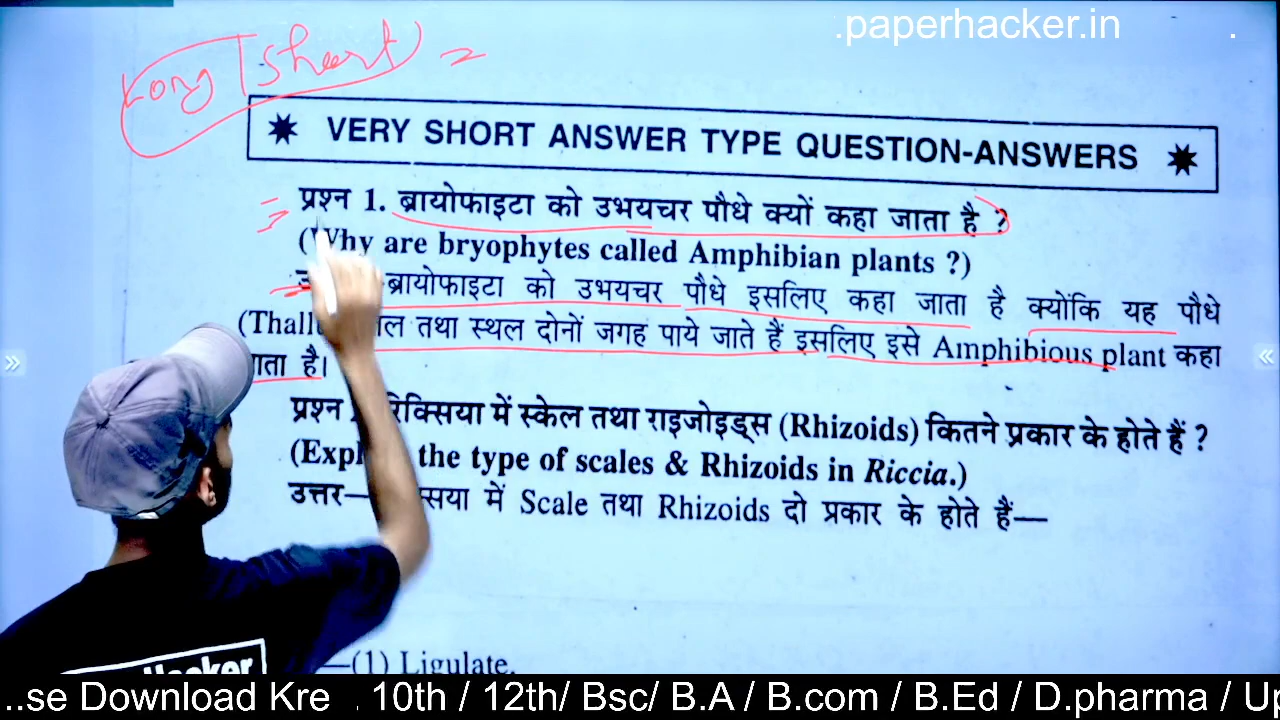 .paperhacker.in .
Long | Short
VERY SHORT ANSWER TYPE QUESTION-ANSWERS
प्रश्न 1. ब्रायोफाइटा को उभयचर पौधे क्यों कहा जाता है ?
(Why are bryophytes called Amphibian plants ?)
ब्रायोफाइटा को उभयचर पौधे इसलिए कहा जाता है क्योंकि यह पौधे
तथा स्थल दोनों जगह पाये जाते हैं इसलिए इसे Amphibious plant कहा
है।
प्रश्न में स्केल तथा राइजोइड्स (Rhizoids) कितने प्रकार के होते हैं ?
the type of scales & Rhizoids in Riccia.)
उत्तर— में Scale तथा Rhizoids दो प्रकार के होते हैं—
—(1) Ligulate.
..se Download Kre . 10th / 12th/ Bsc/ B.A / B.com / B.Ed / D.pharma / Up